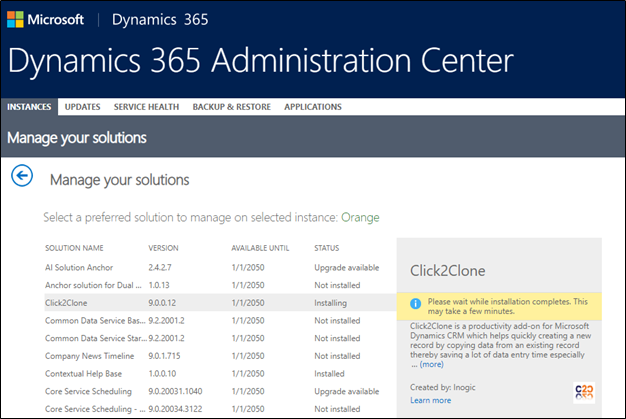 Microsoft Dynamics 365
Dynamics 365 Administration Center
INSTANCES UPDATES SERVICE HEALTH BACKUP & RESTORE APPLICATIONS
Manage your solutions
Manage your solutions
Select a preferred solution to manage on selected instance: Orange
SOLUTION NAME VERSION AVAILABLE UNTIL STATUS
AI Solution Anchor 2.4.2.7 1/1/2050 Upgrade available
Anchor solution for Dual ... 1.0.13 1/1/2050 Not installed
Click2Clone 9.0.0.12 1/1/2050 Installing
Common Data Service Bas... 9.2.2001.2 1/1/2050 Not installed
Common Data Service Star... 9.2.2001.2 1/1/2050 Not installed
Company News Timeline 9.0.1.715 1/1/2050 Not installed
Contextual Help Base 1.0.0.10 1/1/2050 Not installed
Core Service Scheduling 9.0.20031.1040 1/1/2050 Upgrade available
Core Service Scheduling - ... 9.0.20034.3122 1/1/2050 Not installed
Click2Clone
Please wait while installation completes. This
may take a few minutes.
Click2Clone is a productivity add-on for Microsoft
Dynamics CRM which helps quickly creating a new
record by copying data from an existing record
thereby saving a lot of data entry time especially
... (more)
Created by: Inogic
Learn more